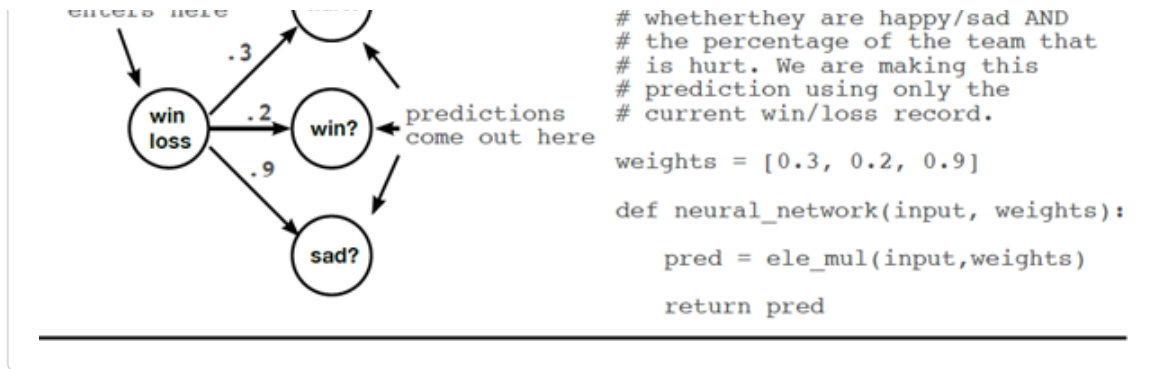 enters here
.3
win
loss
.2
win?
predictions
come out here
.9
sad?
# whetherthey are happy/sad AND
# the percentage of the team that
# is hurt. We are making this
# prediction using only the
# current win/loss record.
weights = [0.3, 0.2, 0.9]
def neural_network(input, weights):
pred = ele_mul(input,weights)
return pred